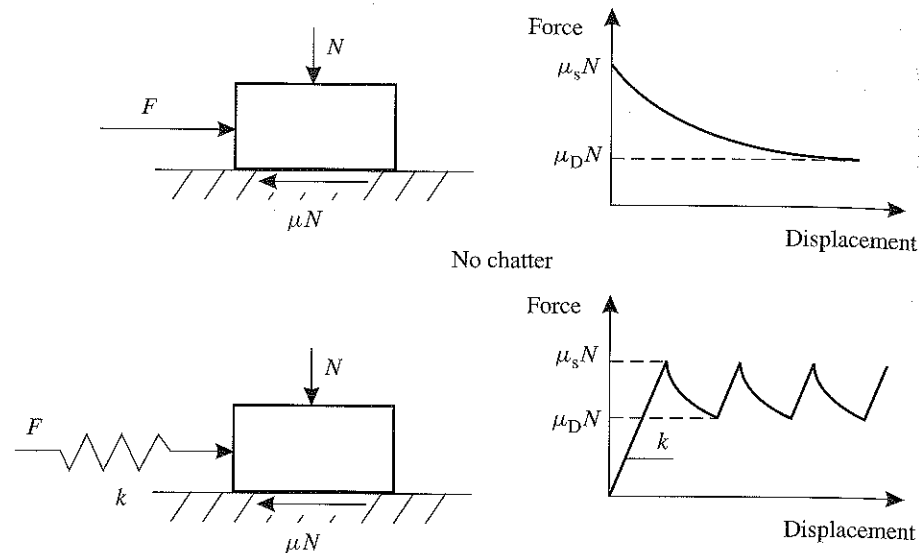 Force
N
μsN
F
μDN
μN
Displacement
No chatter
Force
N
μsN
F
μDN
k
k
μN
Displacement